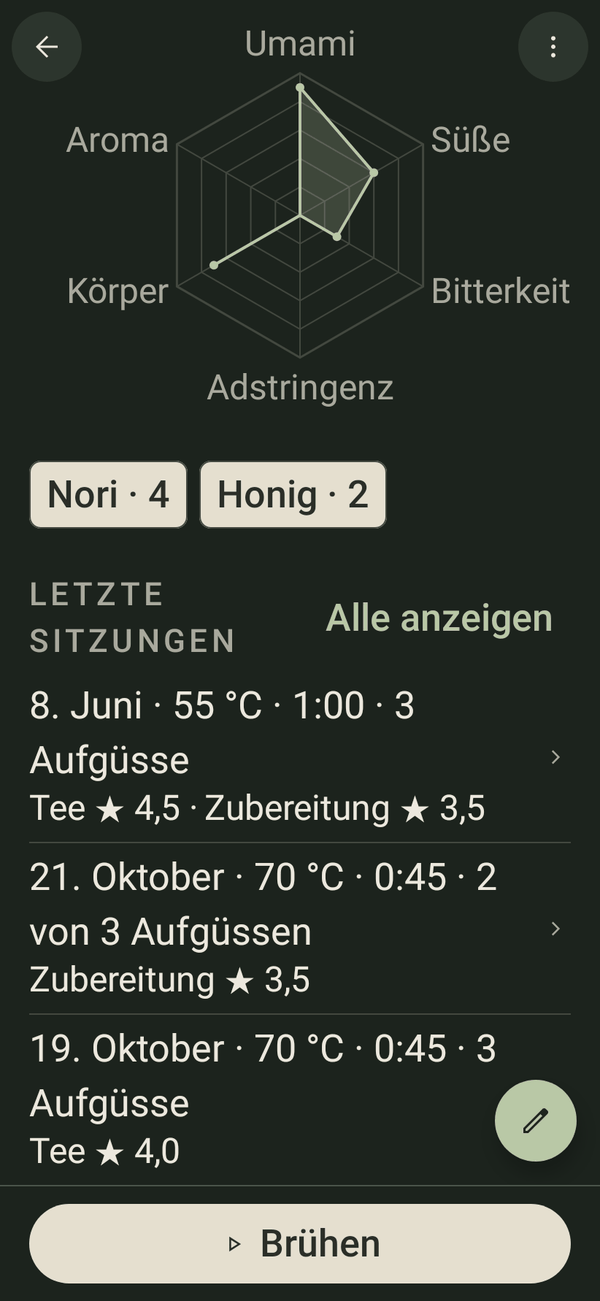 Umami
Aroma
Süße
Körper
Bitterkeit
Adstringenz
Nori · 4
Honig · 2
LETZTE
SITZUNGEN
Alle anzeigen
8. Juni · 55 °C · 1:00 · 3
Aufgüsse
Tee ★ 4,5 · Zubereitung ★ 3,5
21. Oktober · 70 °C · 0:45 · 2
von 3 Aufgüssen
Zubereitung ★ 3,5
19. Oktober · 70 °C · 0:45 · 3
Aufgüsse
Tee ★ 4,0
Brühen